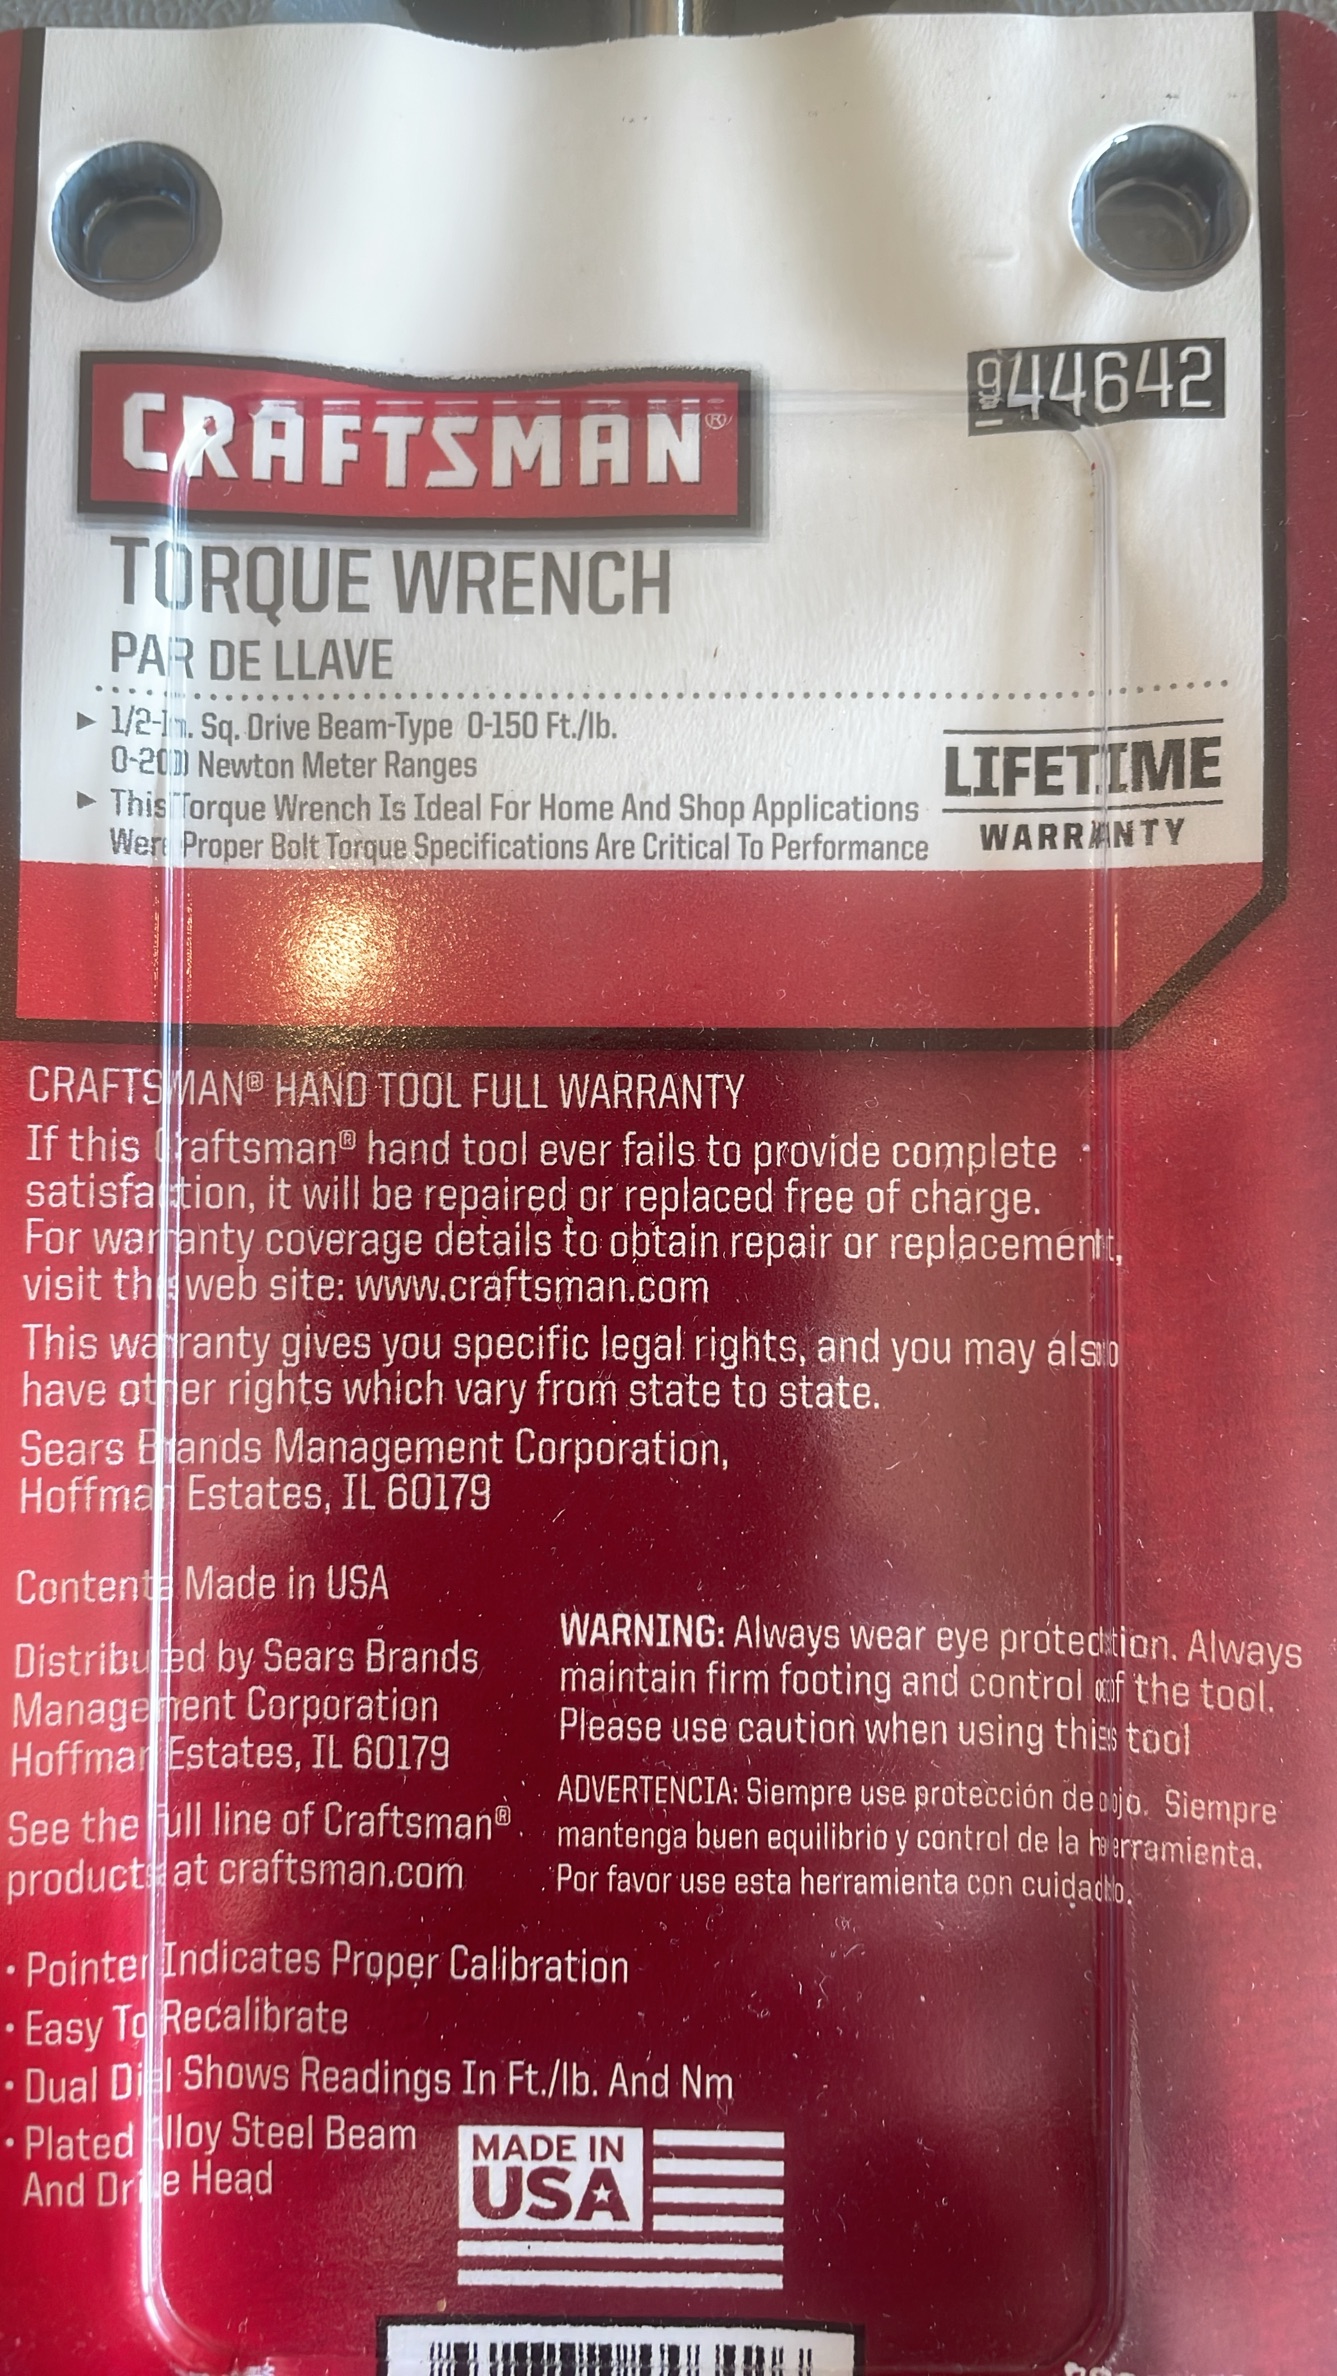 CRAFTSMAN®
944642
TORQUE WRENCH
PAR DE LLAVE
► 1/2-In. Sq. Drive Beam-Type 0-150 Ft./lb.
0-200 Newton Meter Ranges
► This Torque Wrench Is Ideal For Home And Shop Applications
Were Proper Bolt Torque Specifications Are Critical To Performance
LIFETIME
WARRANTY
CRAFTSMAN® HAND TOOL FULL WARRANTY
If this Craftsman® hand tool ever fails to provide complete
satisfaction, it will be repaired or replaced free of charge.
For warranty coverage details to obtain repair or replacement,
visit the web site: www.craftsman.com
This warranty gives you specific legal rights, and you may also
have other rights which vary from state to state.
Sears Brands Management Corporation,
Hoffman Estates, IL 60179
Contents Made in USA
Distributed by Sears Brands
Management Corporation
Hoffman Estates, IL 60179
See the full line of Craftsman®
products at craftsman.com
WARNING: Always wear eye protection. Always
maintain firm footing and control of the tool.
Please use caution when using this tool
ADVERTENCIA: Siempre use protección de ojo. Siempre
mantenga buen equilibrio y control de la herramienta.
Por favor use esta herramienta con cuidado.
• Pointer Indicates Proper Calibration
• Easy To Recalibrate
• Dual Dial Shows Readings In Ft./lb. And Nm
• Plated Alloy Steel Beam
And Drive Head
MADE IN
USA